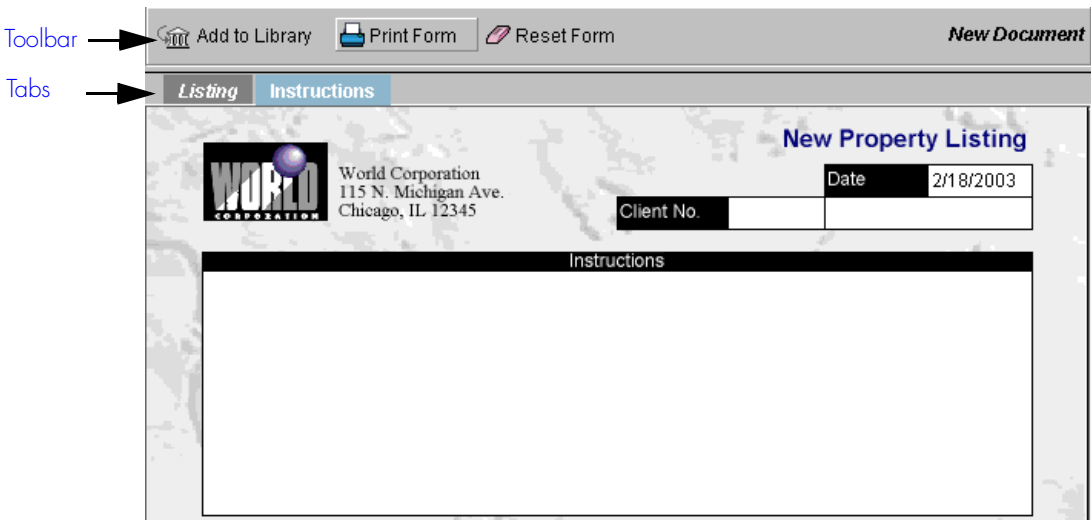 Toolbar
Add to Library Print Form Reset Form New Document
Tabs
Listing Instructions
New Property Listing
WORLD
CORPORATION
World Corporation
115 N. Michigan Ave.
Chicago, IL 12345
Date 2/18/2003
Client No.
Instructions